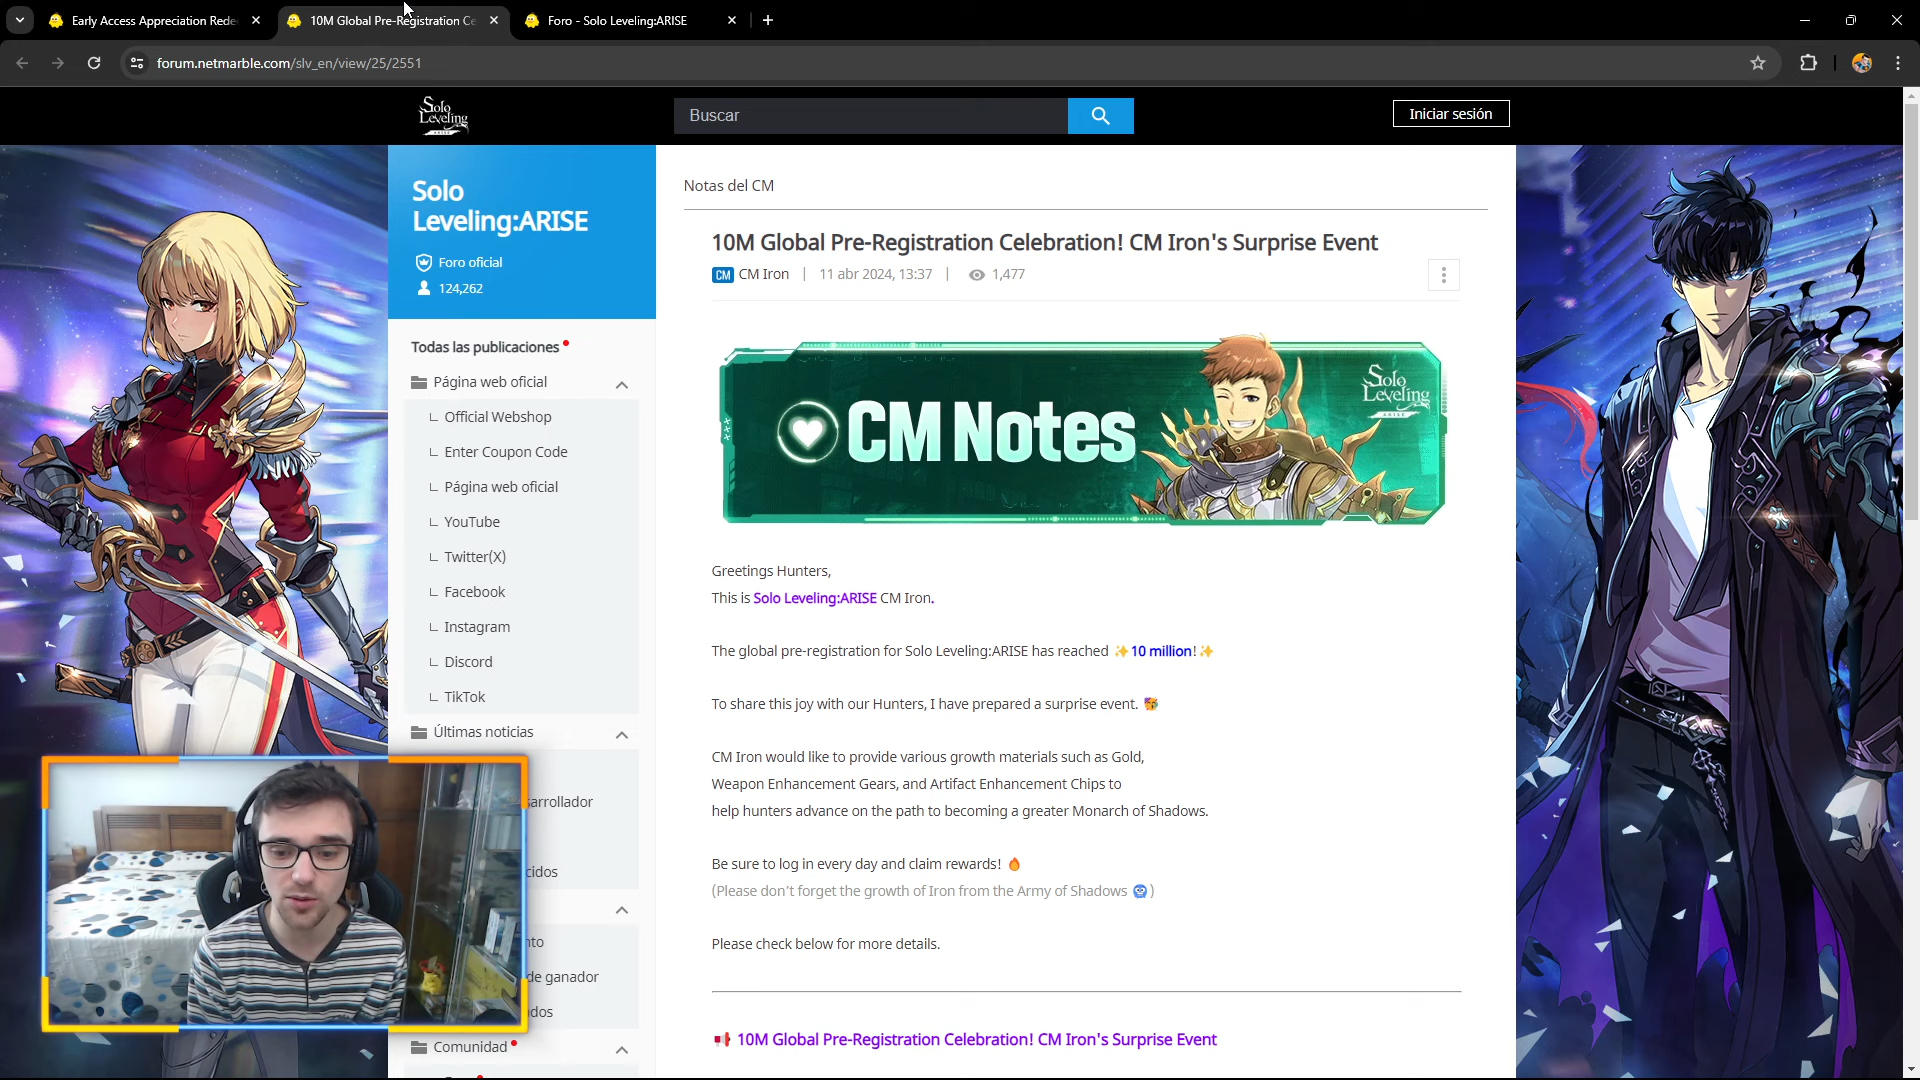 Early Access Appreciation Rede
10M Global Pre-Registration Ce
Foro - Solo Leveling:ARISE
forum.netmarble.com/slv_en/view/25/2551
Solo
Leveling
ARISE
Buscar
Iniciar sesión
Solo
Leveling:ARISE
Foro oficial
124,262
Todas las publicaciones
Página web oficial
Official Webshop
Enter Coupon Code
Página web oficial
YouTube
Twitter(X)
Facebook
Instagram
Discord
TikTok
Últimas noticias
sarrollador
cidos
nto
de ganador
dos
Comunidad
Notas del CM
10M Global Pre-Registration Celebration! CM Iron's Surprise Event
CM CM Iron | 11 abr 2024, 13:37 | 1,477
CM Notes
Solo
Leveling
ARISE
Greetings Hunters,
This is Solo Leveling:ARISE CM Iron.
The global pre-registration for Solo Leveling:ARISE has reached ✨10 million!✨
To share this joy with our Hunters, I have prepared a surprise event. 🎉
CM Iron would like to provide various growth materials such as Gold,
Weapon Enhancement Gears, and Artifact Enhancement Chips to
help hunters advance on the path to becoming a greater Monarch of Shadows.
Be sure to log in every day and claim rewards! 🔥
(Please don't forget the growth of Iron from the Army of Shadows )
Please check below for more details.
📢 10M Global Pre-Registration Celebration! CM Iron's Surprise Event